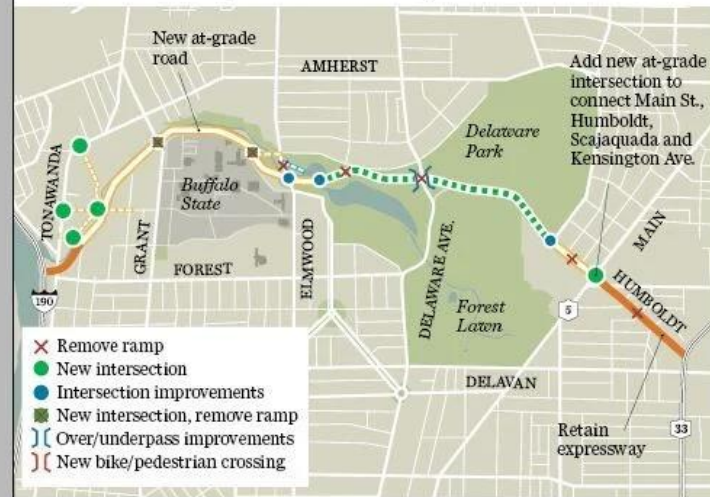 New at-grade
road
AMHERST
Add new at-grade
intersection to
connect Main St.,
Humboldt,
Scajaquada and
Kensington Ave.
Delaware
Park
TONAWANDA
Buffalo
State
GRANT
FOREST
ELMWOOD
DELAWARE AVE.
MAIN
HUMBOLDT
190
5
Forest
Lawn
DELAVAN
Retain
expressway
33
Remove ramp
New intersection
Intersection improvements
New intersection, remove ramp
Over/underpass improvements
New bike/pedestrian crossing